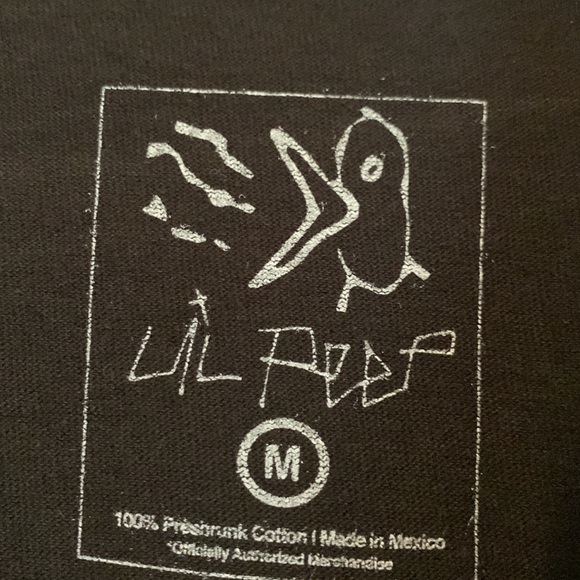 LiL PEEP
M
100% Preshrunk Cotton | Made in Mexico
*Officially Authorized Merchandise